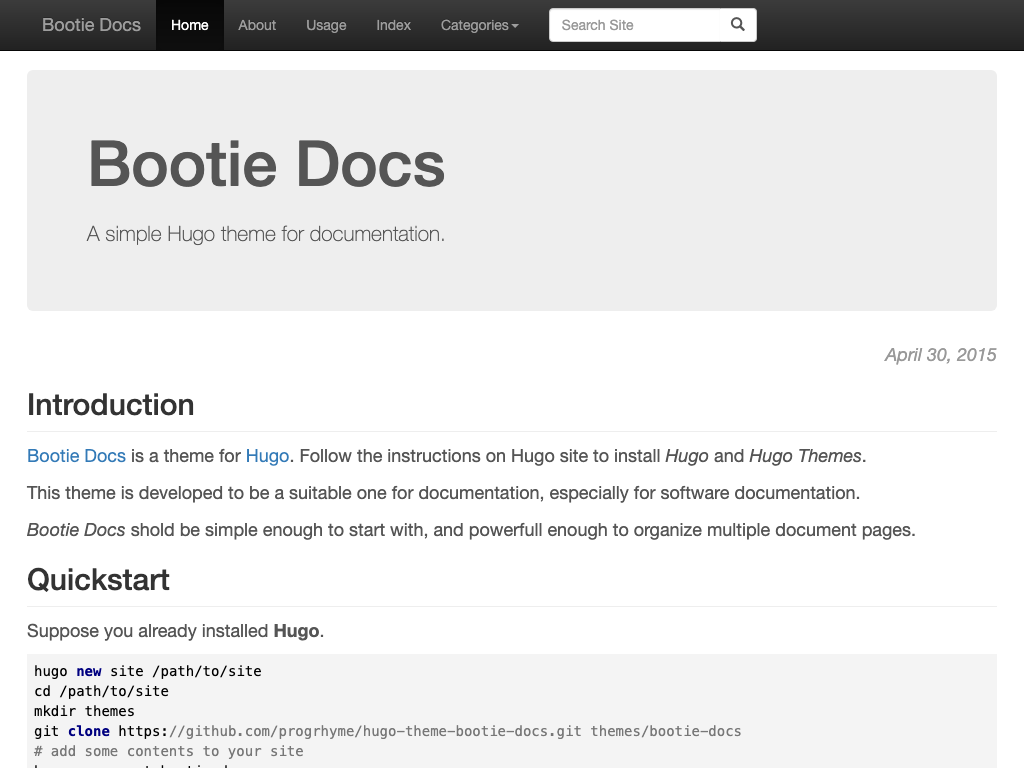 Bootie Docs Home About Usage Index Categories Search Site
Bootie Docs
A simple Hugo theme for documentation.
April 30, 2015
Introduction
Bootie Docs is a theme for Hugo. Follow the instructions on Hugo site to install Hugo and Hugo Themes.
This theme is developed to be a suitable one for documentation, especially for software documentation.
Bootie Docs shold be simple enough to start with, and powerfull enough to organize multiple document pages.
Quickstart
Suppose you already installed Hugo.
hugo new site /path/to/site
cd /path/to/site
mkdir themes
git clone https://github.com/progrhyme/hugo-theme-bootie-docs.git themes/bootie-docs
# add some contents to your site